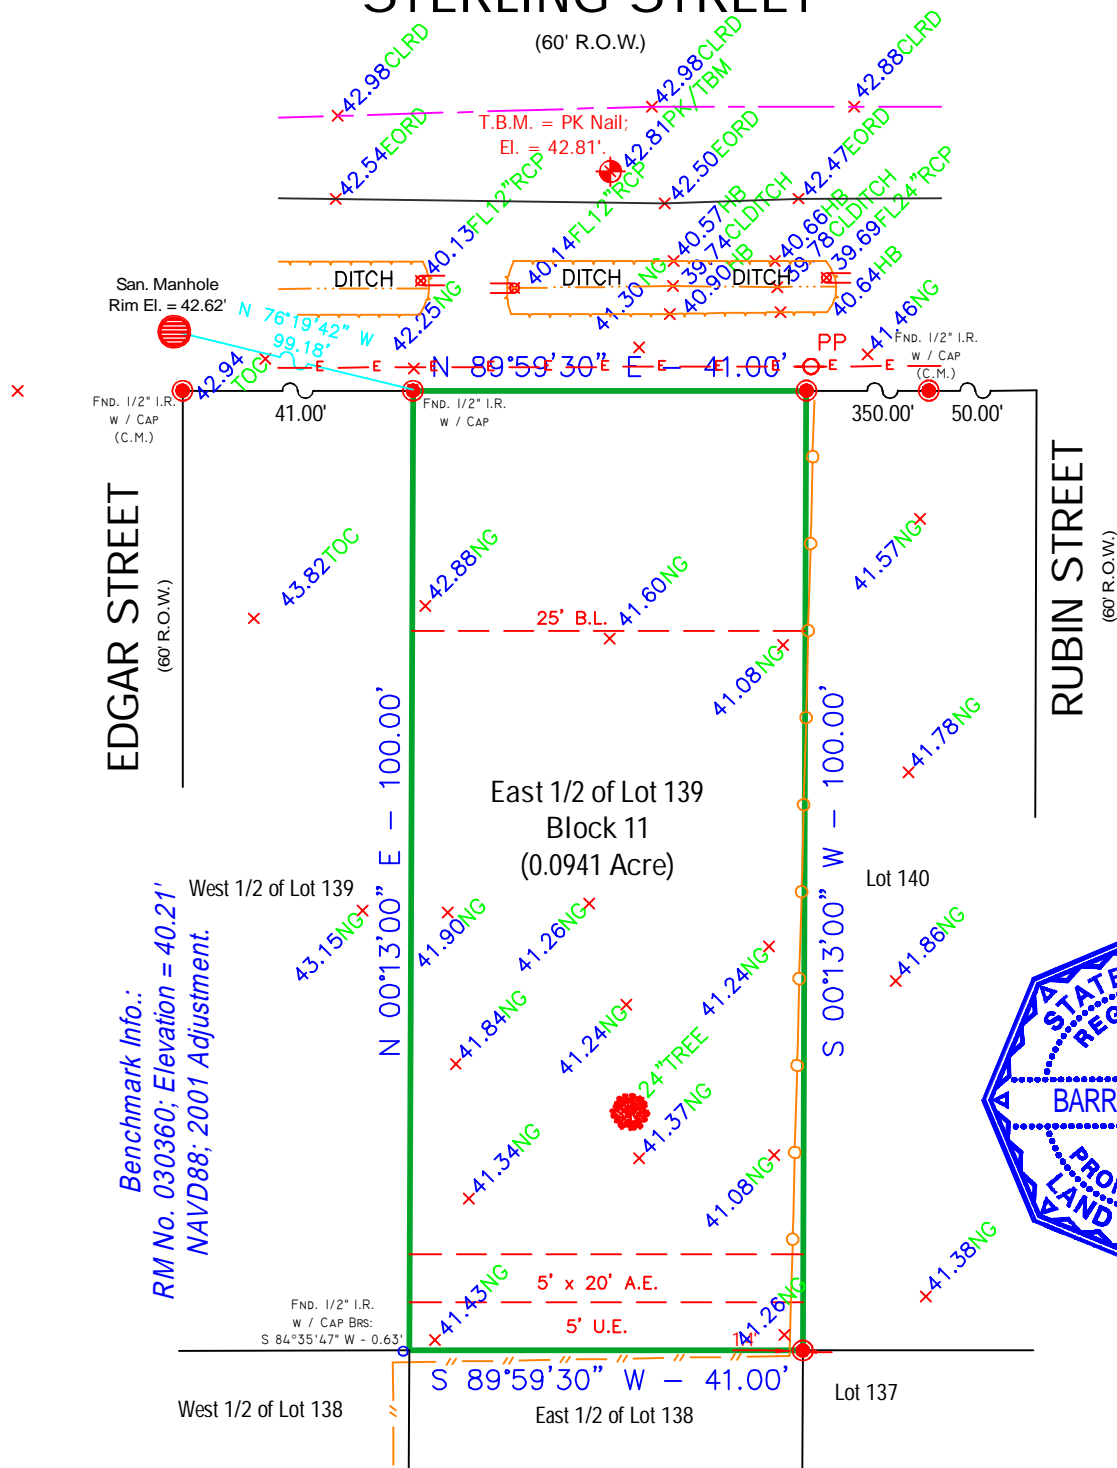 STERLING STREET
(60' R.O.W.)
42.98CLRD
42.98CLRD
42.88CLRD
T.B.M. = PK Nail;
El. = 42.81'.
42.81PK/TBM
42.54EORD
42.50EORD
42.47EORD
40.13FL12"RCP
40.14FL12"RCP
40.57HB
39.74CLDITCH
40.90HB
40.66HB
39.78CLDITCH
39.69FL24"RCP
40.64HB
DITCH
DITCH
DITCH
San. Manhole
Rim El. = 42.62'
N 76°19'42" W
99.18'
42.25NG
41.30NG
41.46NG
PP
42.94
TOC
N 89°59'30" E - 41.00'
E E E E E E E E E
Fnd. 1/2" I.R.
w / Cap
(C.M.)
Fnd. 1/2" I.R.
w / Cap
(C.M.)
41.00'
Fnd. 1/2" I.R.
w / Cap
350.00'
50.00'
EDGAR STREET
(60' R.O.W.)
RUBIN STREET
(60' R.O.W.)
43.82TOC
42.88NG
41.60NG
41.57NG
25' B.L.
41.08NG
41.78NG
N 00°13'00" E - 100.00'
S 00°13'00" W - 100.00'
East 1/2 of Lot 139
Block 11
(0.0941 Acre)
West 1/2 of Lot 139
Lot 140
43.15NG
41.90NG
41.26NG
41.24NG
41.86NG
41.84NG
41.24NG
24"TREE
41.37NG
41.34NG
41.08NG
41.38NG
Benchmark Info.:
RM No. 030360; Elevation = 40.21'
NAVD88; 2001 Adjustment.
STATE
REG
BARR
PRO
LAND
5' x 20' A.E.
5' U.E.
41.43NG
41.26NG
Fnd. 1/2" I.R.
w / Cap Brs:
S 84°35'47" W - 0.63'
S 89°59'30" W - 41.00'
West 1/2 of Lot 138
East 1/2 of Lot 138
Lot 137